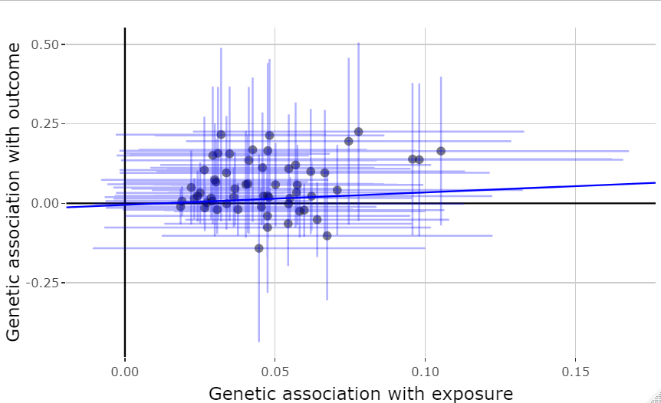 Genetic association with outcome
0.50
0.25
0.00
-0.25
0.00 0.05 0.10 0.15
Genetic association with exposure